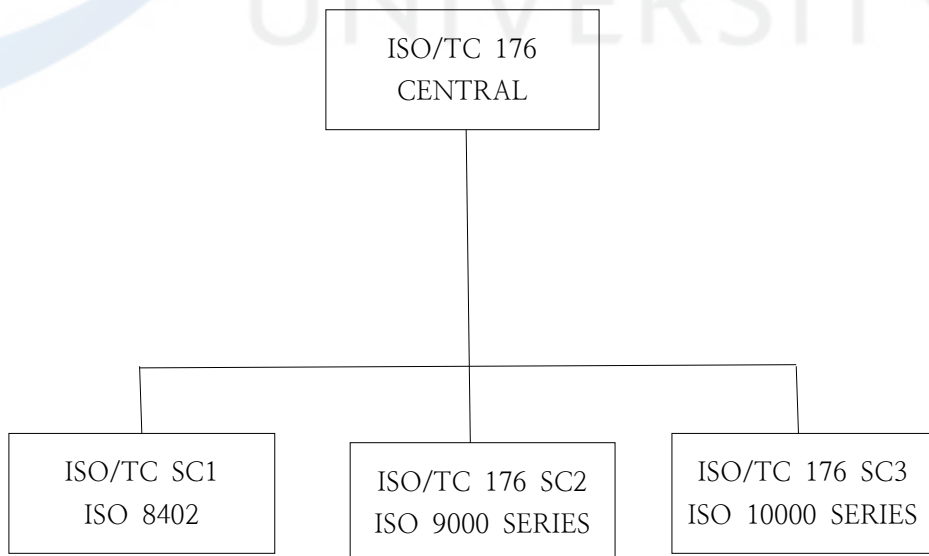 UNIVERSITY
ISO/TC 176
CENTRAL
ISO/TC SC1
ISO 8402
ISO/TC 176 SC2
ISO 9000 SERIES
ISO/TC 176 SC3
ISO 10000 SERIES